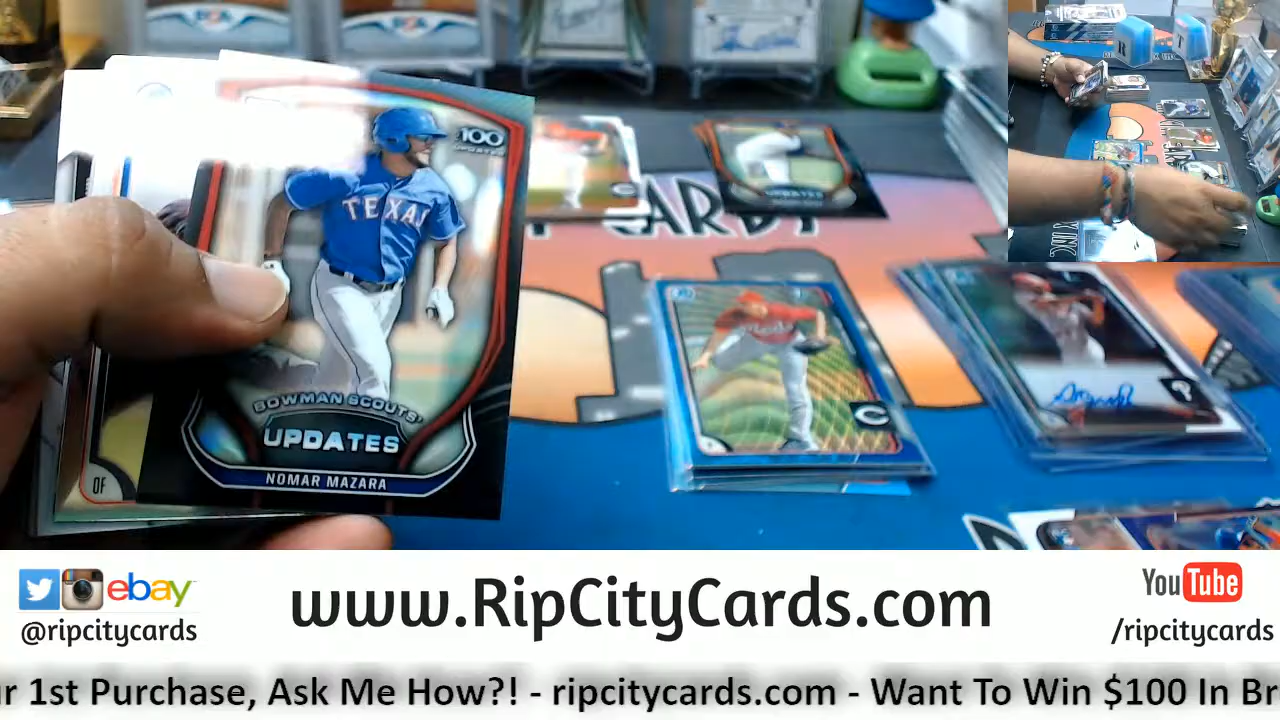 100
UPDATES
TEXAS
BOWMAN SCOUTS'
UPDATES
NOMAR MAZARA
OF
UPDATES
C
www.RipCityCards.com
ebay
@ripcitycards
YouTube
/ripcitycards
r 1st Purchase, Ask Me How?! - ripcitycards.com - Want To Win $100 In Br